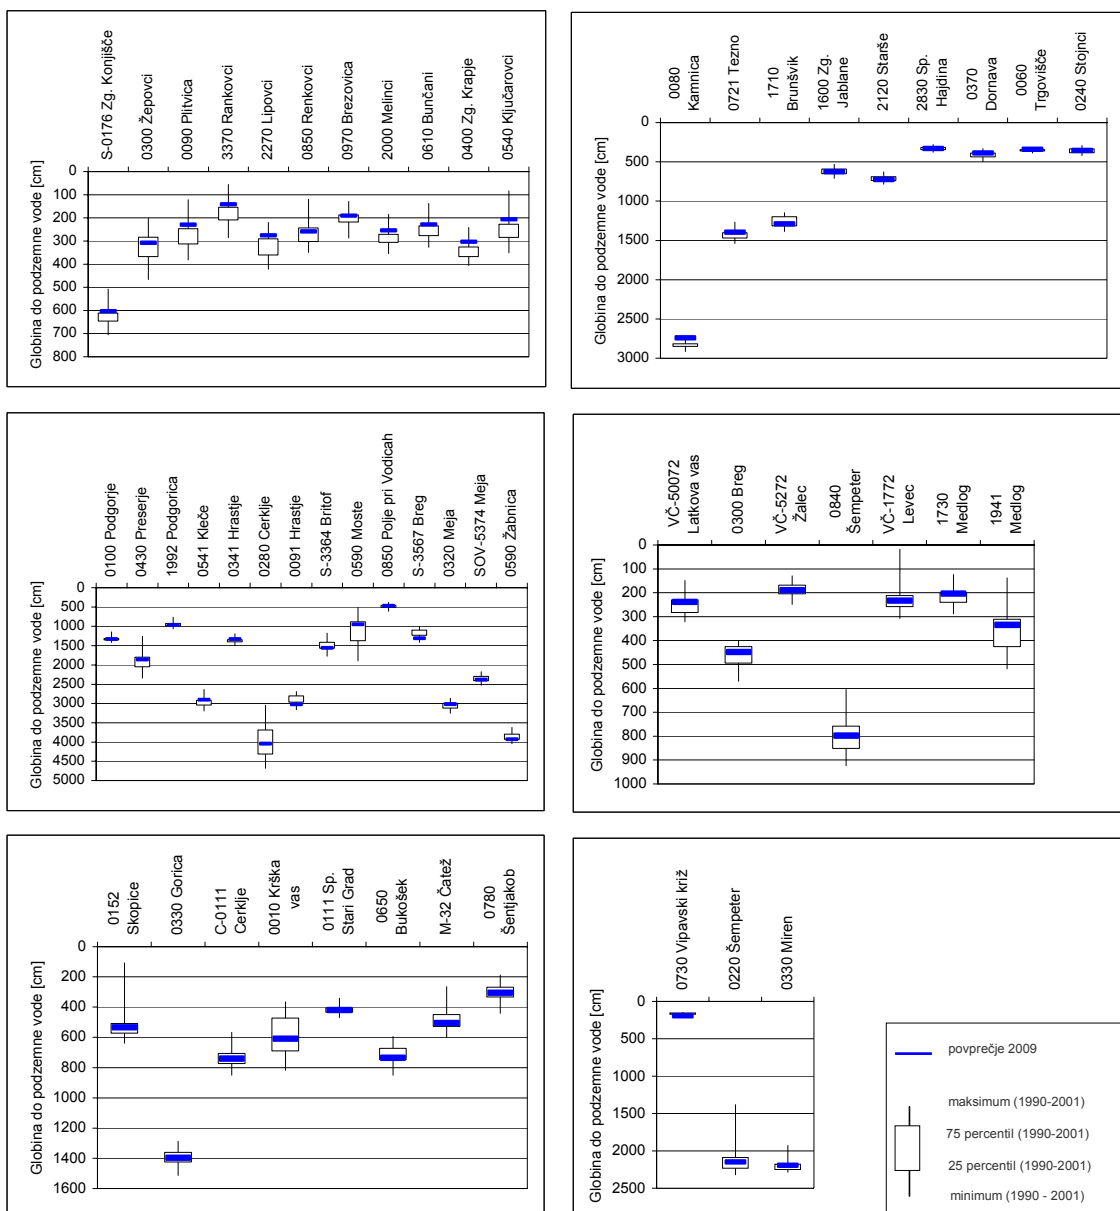 S-0176 Zg. Konjišče
0300 Žepovci
0090 Plitvica
3370 Rankovci
2270 Lipovci
0850 Renkovci
0970 Brezovica
2000 Melinci
0610 Bunčani
0400 Zg. Krapje
0540 Ključarovci
Globina do podzemne vode [cm]
0
100
200
300
400
500
600
700
800
0080
Kamnica
0721 Tezno
1710
Brunšvik
1600 Zg.
Jablane
2120 Starše
2830 Sp.
Hajdina
0370
Dornava
0060
Trgovišče
0240 Stojnci
Globina do podzemne vode [cm]
0
500
1000
1500
2000
2500
3000
0100 Podgorje
0430 Preserje
1992 Podgorica
0541 Kleče
0341 Hrastje
0280 Cerklje
0091 Hrastje
S-3364 Britof
0590 Moste
0850 Polje pri Vodicah
S-3567 Breg
0320 Meja
SOV-5374 Meja
0590 Žabnica
Globina do podzemne vode [cm]
0
500
1000
1500
2000
2500
3000
3500
4000
4500
5000
VČ-50072
Latkova vas
0300 Breg
VČ-5272
Žalec
0840
Šempeter
VČ-1772
Levec
1730
Medlog
1941
Medlog
Globina do podzemne vode [cm]
0
100
200
300
400
500
600
700
800
900
1000
0152
Skopice
0330 Gorica
C-0111
Cerklje
0010 Krška
vas
0111 Sp.
Stari Grad
0650
Bukošek
M-32 Čatež
0780
Šentjakob
Globina do podzemne vode [cm]
0
200
400
600
800
1000
1200
1400
1600
0730 Vipavski križ
0220 Šempeter
0330 Miren
Globina do podzemne vode [cm]
0
500
1000
1500
2000
2500
povprečje 2009
maksimum (1990-2001)
75 percentil (1990-2001)
25 percentil (1990-2001)
minimum (1990 - 2001)